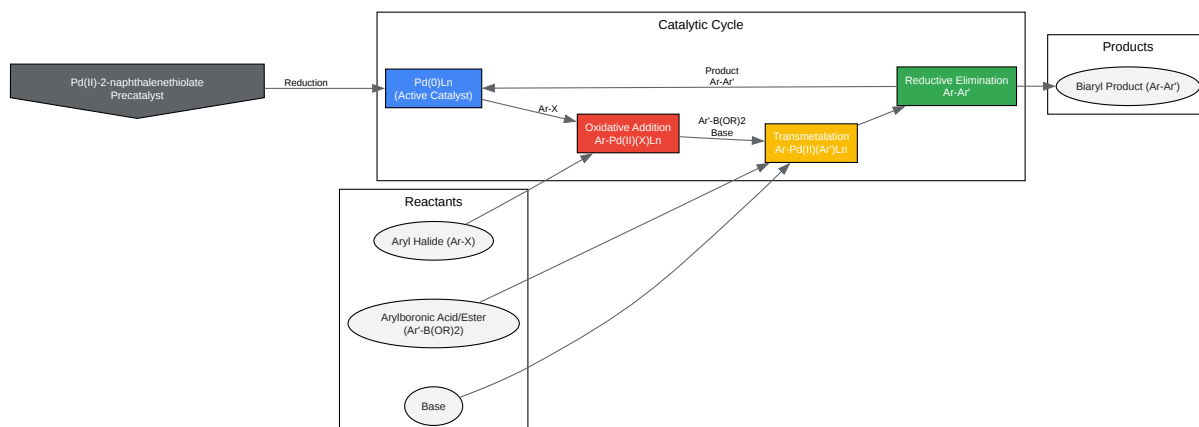 Catalytic Cycle
Products
Pd(II)-2-naphthalenethiolate
Precatalyst
Reduction
Pd(0)Ln
(Active Catalyst)
Product
Ar-Ar'
Reductive Elimination
Ar-Ar'
Biaryl Product (Ar-Ar')
Ar-X
Oxidative Addition
Ar-Pd(II)(X)Ln
Ar'-B(OR)2
Base
Transmetalation
Ar-Pd(II)(Ar')Ln
Reactants
Aryl Halide (Ar-X)
Arylboronic Acid/Ester
(Ar'-B(OR)2)
Base